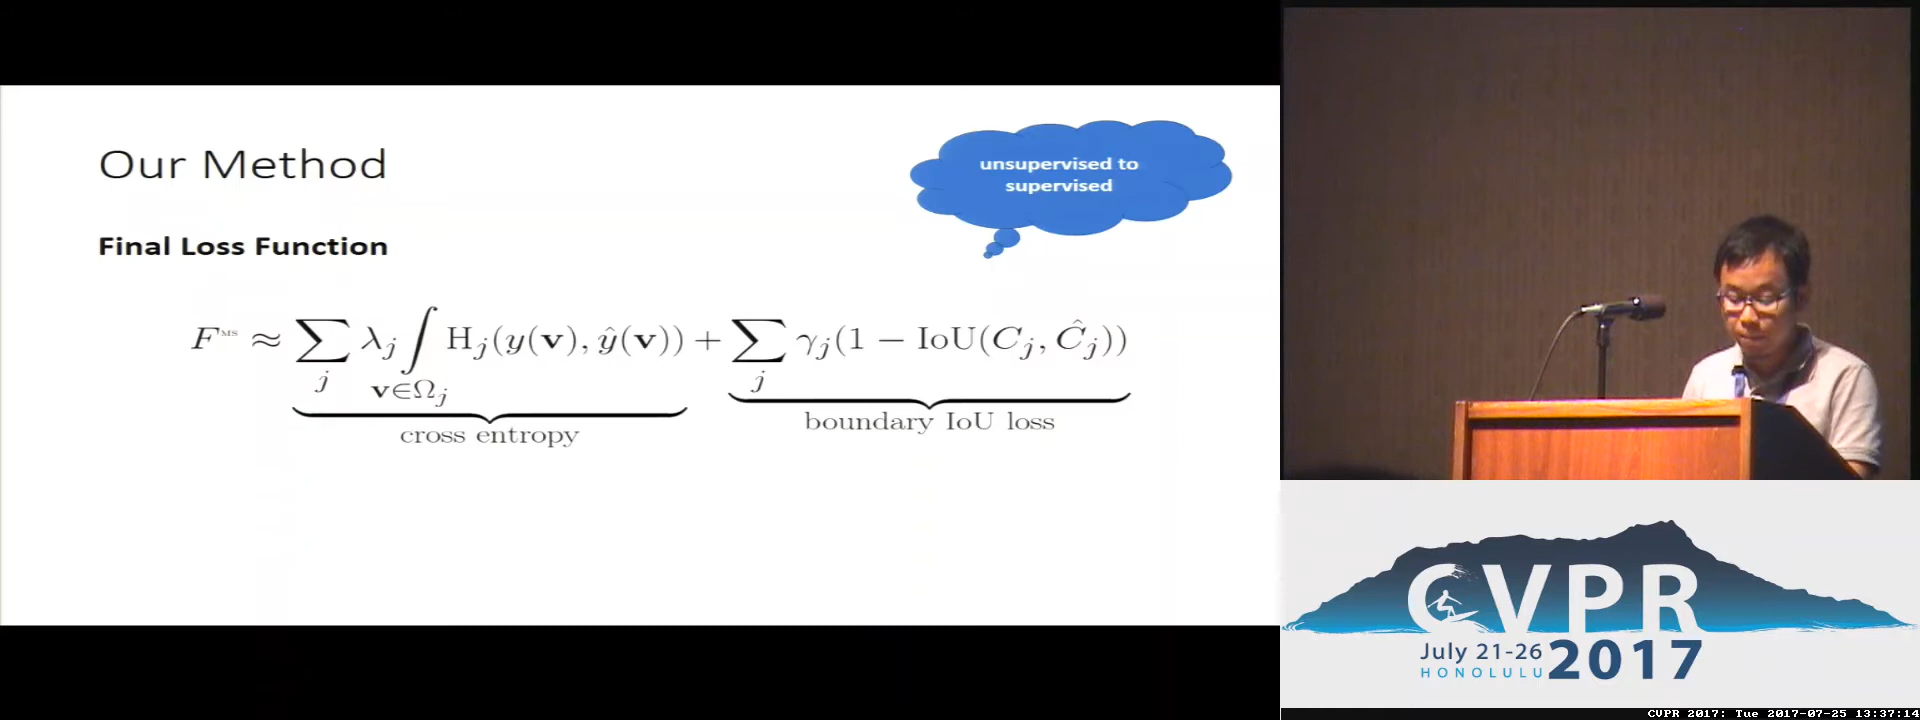 Our Method
unsupervised to
supervised
Final Loss Function
F^{MS} ≈ ∑_j λ_j ∫_{v∈Ω_j} H_j(y(v), ŷ(v)) + ∑_j γ_j(1 − IoU(C_j, Ĉ_j))
cross entropy
boundary IoU loss
CVPR
July 21-26
HONOLULU
2017
CVPR 2017: Tue 2017-07-25 13:37:14